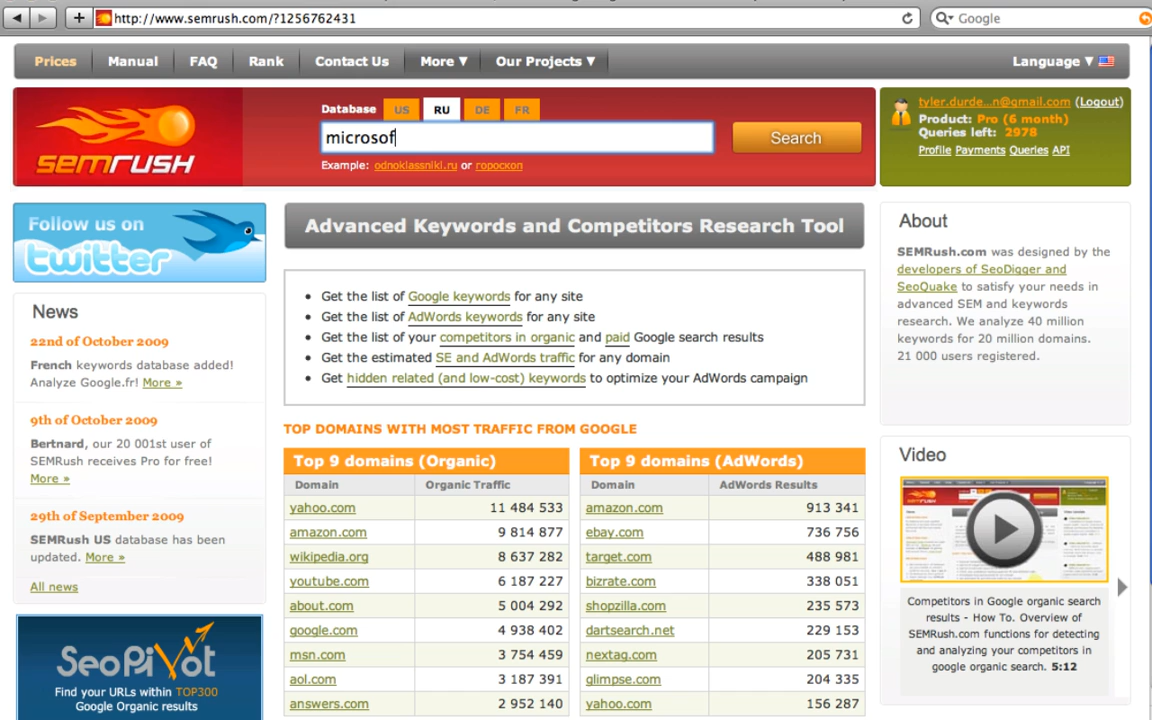 http://www.semrush.com/?1256762431
Google
Prices
Manual
FAQ
Rank
Contact Us
More ▼
Our Projects ▼
Language ▼
semrush
Database US RU DE FR
microsof
Search
Example: odnoklassniki.ru or гороскоп
tyler.durde...n@gmail.com (Logout)
Product: Pro (6 month)
Queries left: 2978
Profile Payments Queries API
Follow us on
twitter
News
22nd of October 2009
French keywords database added!
Analyze Google.fr! More »
9th of October 2009
Bertnard, our 20 001st user of
SEMRush receives Pro for free!
More »
29th of September 2009
SEMRush US database has been
updated. More »
All news
SeoPivot
Find your URLs within TOP300
Google Organic results
Advanced Keywords and Competitors Research Tool
• Get the list of Google keywords for any site
• Get the list of AdWords keywords for any site
• Get the list of your competitors in organic and paid Google search results
• Get the estimated SE and AdWords traffic for any domain
• Get hidden related (and low-cost) keywords to optimize your AdWords campaign
TOP DOMAINS WITH MOST TRAFFIC FROM GOOGLE
Top 9 domains (Organic)
Domain Organic Traffic
yahoo.com 11 484 533
amazon.com 9 814 877
wikipedia.org 8 637 282
youtube.com 6 187 227
about.com 5 004 292
google.com 4 938 402
msn.com 3 754 459
aol.com 3 187 391
answers.com 2 952 140
Top 9 domains (AdWords)
Domain AdWords Results
amazon.com 913 341
ebay.com 736 756
target.com 488 981
bizrate.com 338 051
shopzilla.com 235 573
dartsearch.net 229 153
nextag.com 205 731
glimpse.com 204 335
yahoo.com 156 287
About
SEMRush.com was designed by the
developers of SeoDigger and
SeoQuake to satisfy your needs in
advanced SEM and keywords
research. We analyze 40 million
keywords for 20 million domains.
21 000 users registered.
Video
Competitors in Google organic search
results - How To. Overview of
SEMRush.com functions for detecting
and analyzing your competitors in
google organic search. 5:12